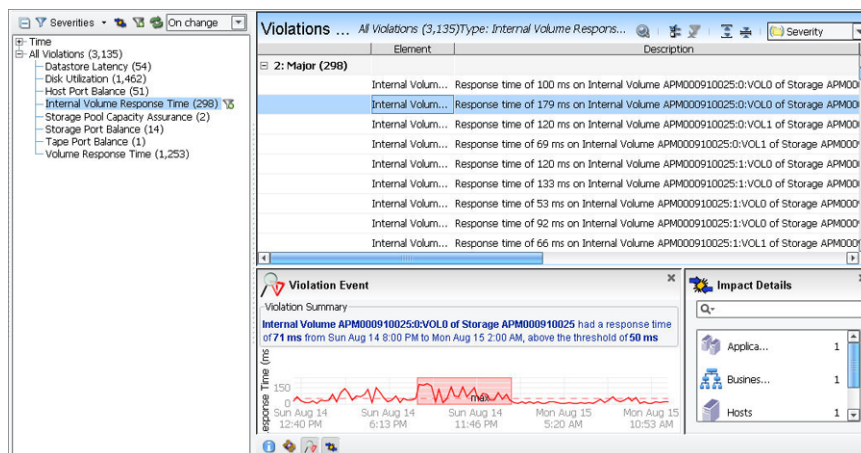 Severities
On change
Time
All Violations (3,135)
Datastore Latency (54)
Disk Utilization (1,462)
Host Port Balance (51)
Internal Volume Response Time (298)
Storage Pool Capacity Assurance (2)
Storage Port Balance (14)
Tape Port Balance (1)
Volume Response Time (1,253)
Violations ... All Violations (3,135)Type: Internal Volume Respons...
Severity
Element Description
2: Major (298)
Internal Volum... Response time of 100 ms on Internal Volume APM000910025:0:VOL0 of Storage APM00
Internal Volum... Response time of 179 ms on Internal Volume APM000910025:0:VOL0 of Storage APM00
Internal Volum... Response time of 120 ms on Internal Volume APM000910025:0:VOL1 of Storage APM00
Internal Volum... Response time of 69 ms on Internal Volume APM000910025:0:VOL1 of Storage APM000
Internal Volum... Response time of 120 ms on Internal Volume APM000910025:1:VOL0 of Storage APM00
Internal Volum... Response time of 133 ms on Internal Volume APM000910025:1:VOL0 of Storage APM00
Internal Volum... Response time of 53 ms on Internal Volume APM000910025:1:VOL0 of Storage APM000
Internal Volum... Response time of 92 ms on Internal Volume APM000910025:1:VOL0 of Storage APM000
Internal Volum... Response time of 66 ms on Internal Volume APM000910025:1:VOL1 of Storage APM000
Violation Event
Violation Summary
Internal Volume APM000910025:0:VOL0 of Storage APM000910025 had a response time
of 71 ms from Sun Aug 14 8:00 PM to Mon Aug 15 2:00 AM, above the threshold of 50 ms
esponse Time (ms
150
0
max
Sun Aug 14 Sun Aug 14 Sun Aug 14 Mon Aug 15 Mon Aug 15
12:40 PM 6:13 PM 11:46 PM 5:20 AM 10:53 AM
Impact Details
Applica... 1
Busines... 1
Hosts 1